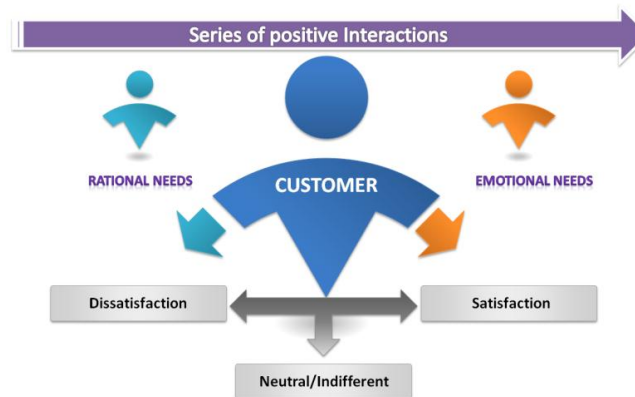 Series of positive Interactions
RATIONAL NEEDS
CUSTOMER
EMOTIONAL NEEDS
Dissatisfaction
Satisfaction
Neutral/Indifferent